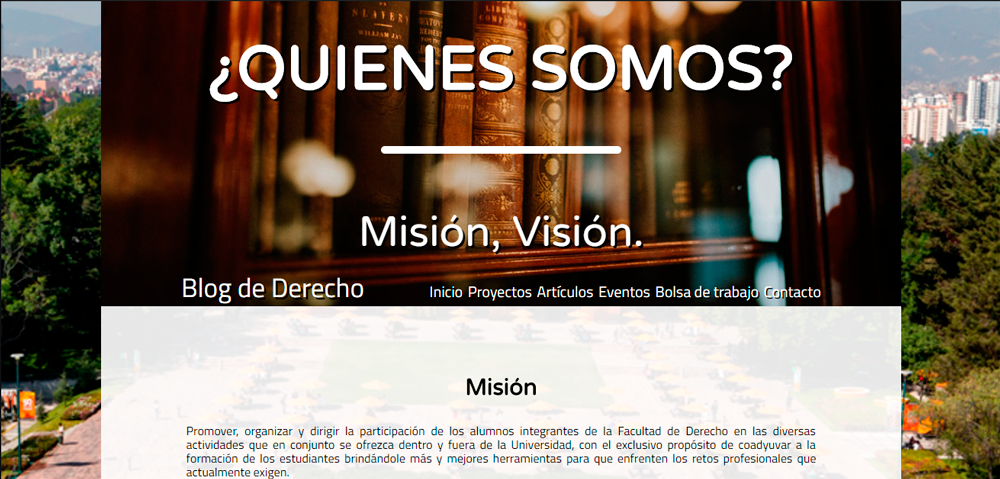 SLAVERY
WILLIAM JAY
¿QUIENES SOMOS?
Misión, Visión.
Blog de Derecho
Inicio Proyectos Artículos Eventos Bolsa de trabajo Contacto
Misión
Promover, organizar y dirigir la participación de los alumnos integrantes de la Facultad de Derecho en las diversas
actividades que en conjunto se ofrezca dentro y fuera de la Universidad, con el exclusivo propósito de coadyuvar a la
formación de los estudiantes brindándole más y mejores herramientas para que enfrenten los retos profesionales que
actualmente exigen.